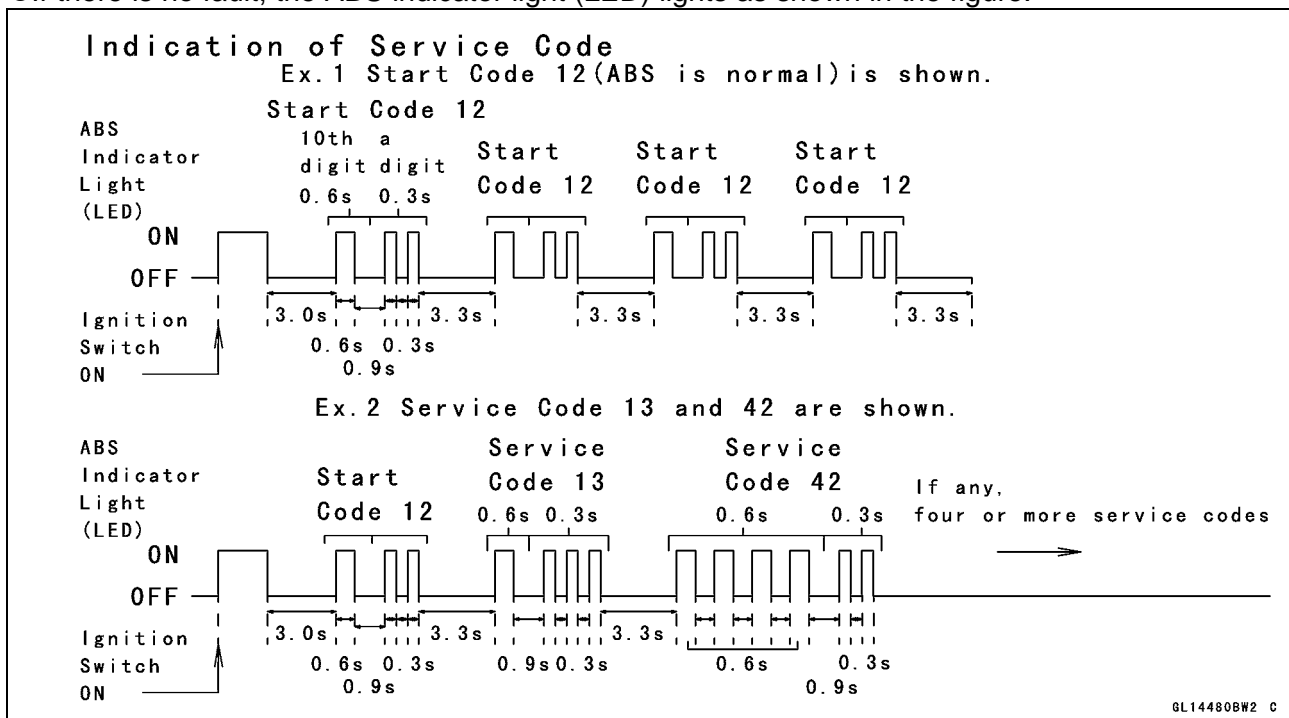 ○If there is no fault, the ABS indicator light (LED) lights as shown in the figure.
Indication of Service Code
Ex.1 Start Code 12(ABS is normal)is shown.
Start Code 12
ABS
Indicator
Light
(LED)
10th a
digit digit
0.6s 0.3s
Start
Code 12
Start
Code 12
Start
Code 12
ON
OFF
3.0s
3.3s
3.3s
3.3s
3.3s
Ignition
Switch
ON
0.6s 0.3s
0.9s
Ex.2 Service Code 13 and 42 are shown.
ABS
Indicator
Light
(LED)
Start
Code 12
Service
Code 13
0.6s 0.3s
Service
Code 42
0.6s 0.3s
If any,
four or more service codes
ON
OFF
3.0s
3.3s
3.3s
Ignition
Switch
ON
0.6s 0.3s
0.9s
0.9s 0.3s
0.6s
0.3s
0.9s
GL14480BW2 C